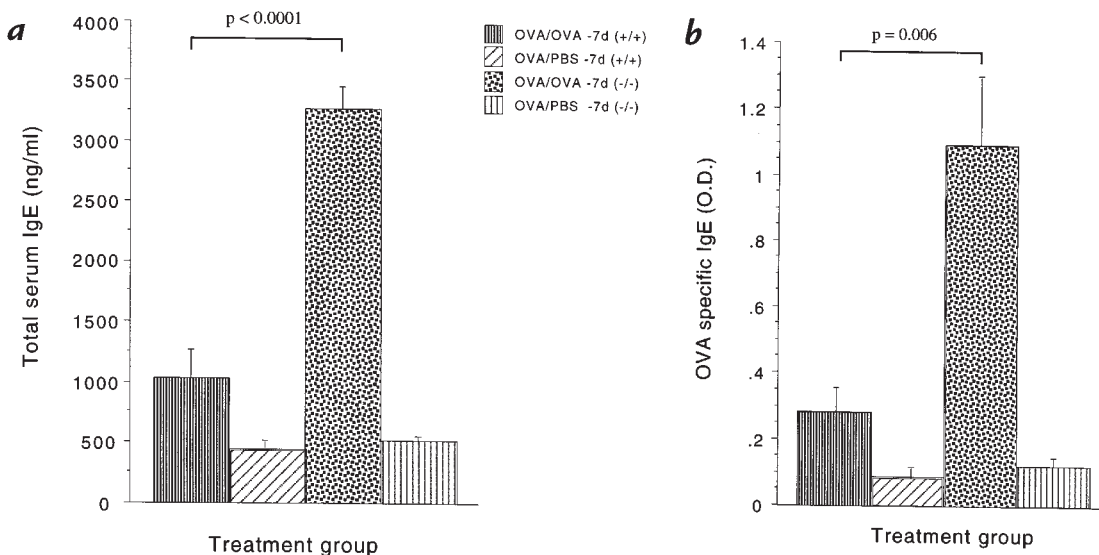 a
p < 0.0001
4000
3500
3000
2500
2000
1500
1000
500
0
Total serum IgE (ng/ml)
Treatment group
OVA/OVA -7d (+/+)
OVA/PBS -7d (+/+)
OVA/OVA -7d (-/-)
OVA/PBS -7d (-/-)
b
p = 0.006
1.4
1.2
1
.8
.6
.4
.2
0
OVA specific IgE (O.D.)
Treatment group